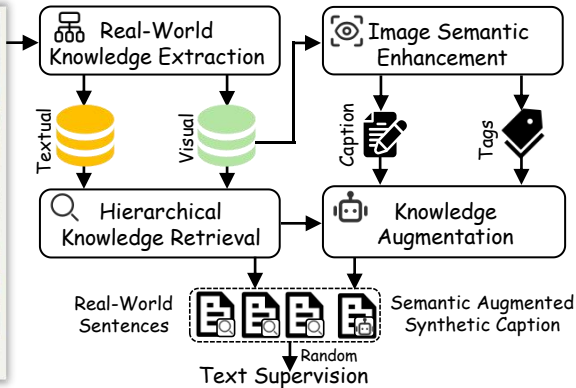 Real-World
Knowledge Extraction
Image Semantic
Enhancement
Textual
Visual
Caption
Tags
Hierarchical
Knowledge Retrieval
Knowledge
Augmentation
Real-World
Sentences
Semantic Augmented
Synthetic Caption
Random
Text Supervision